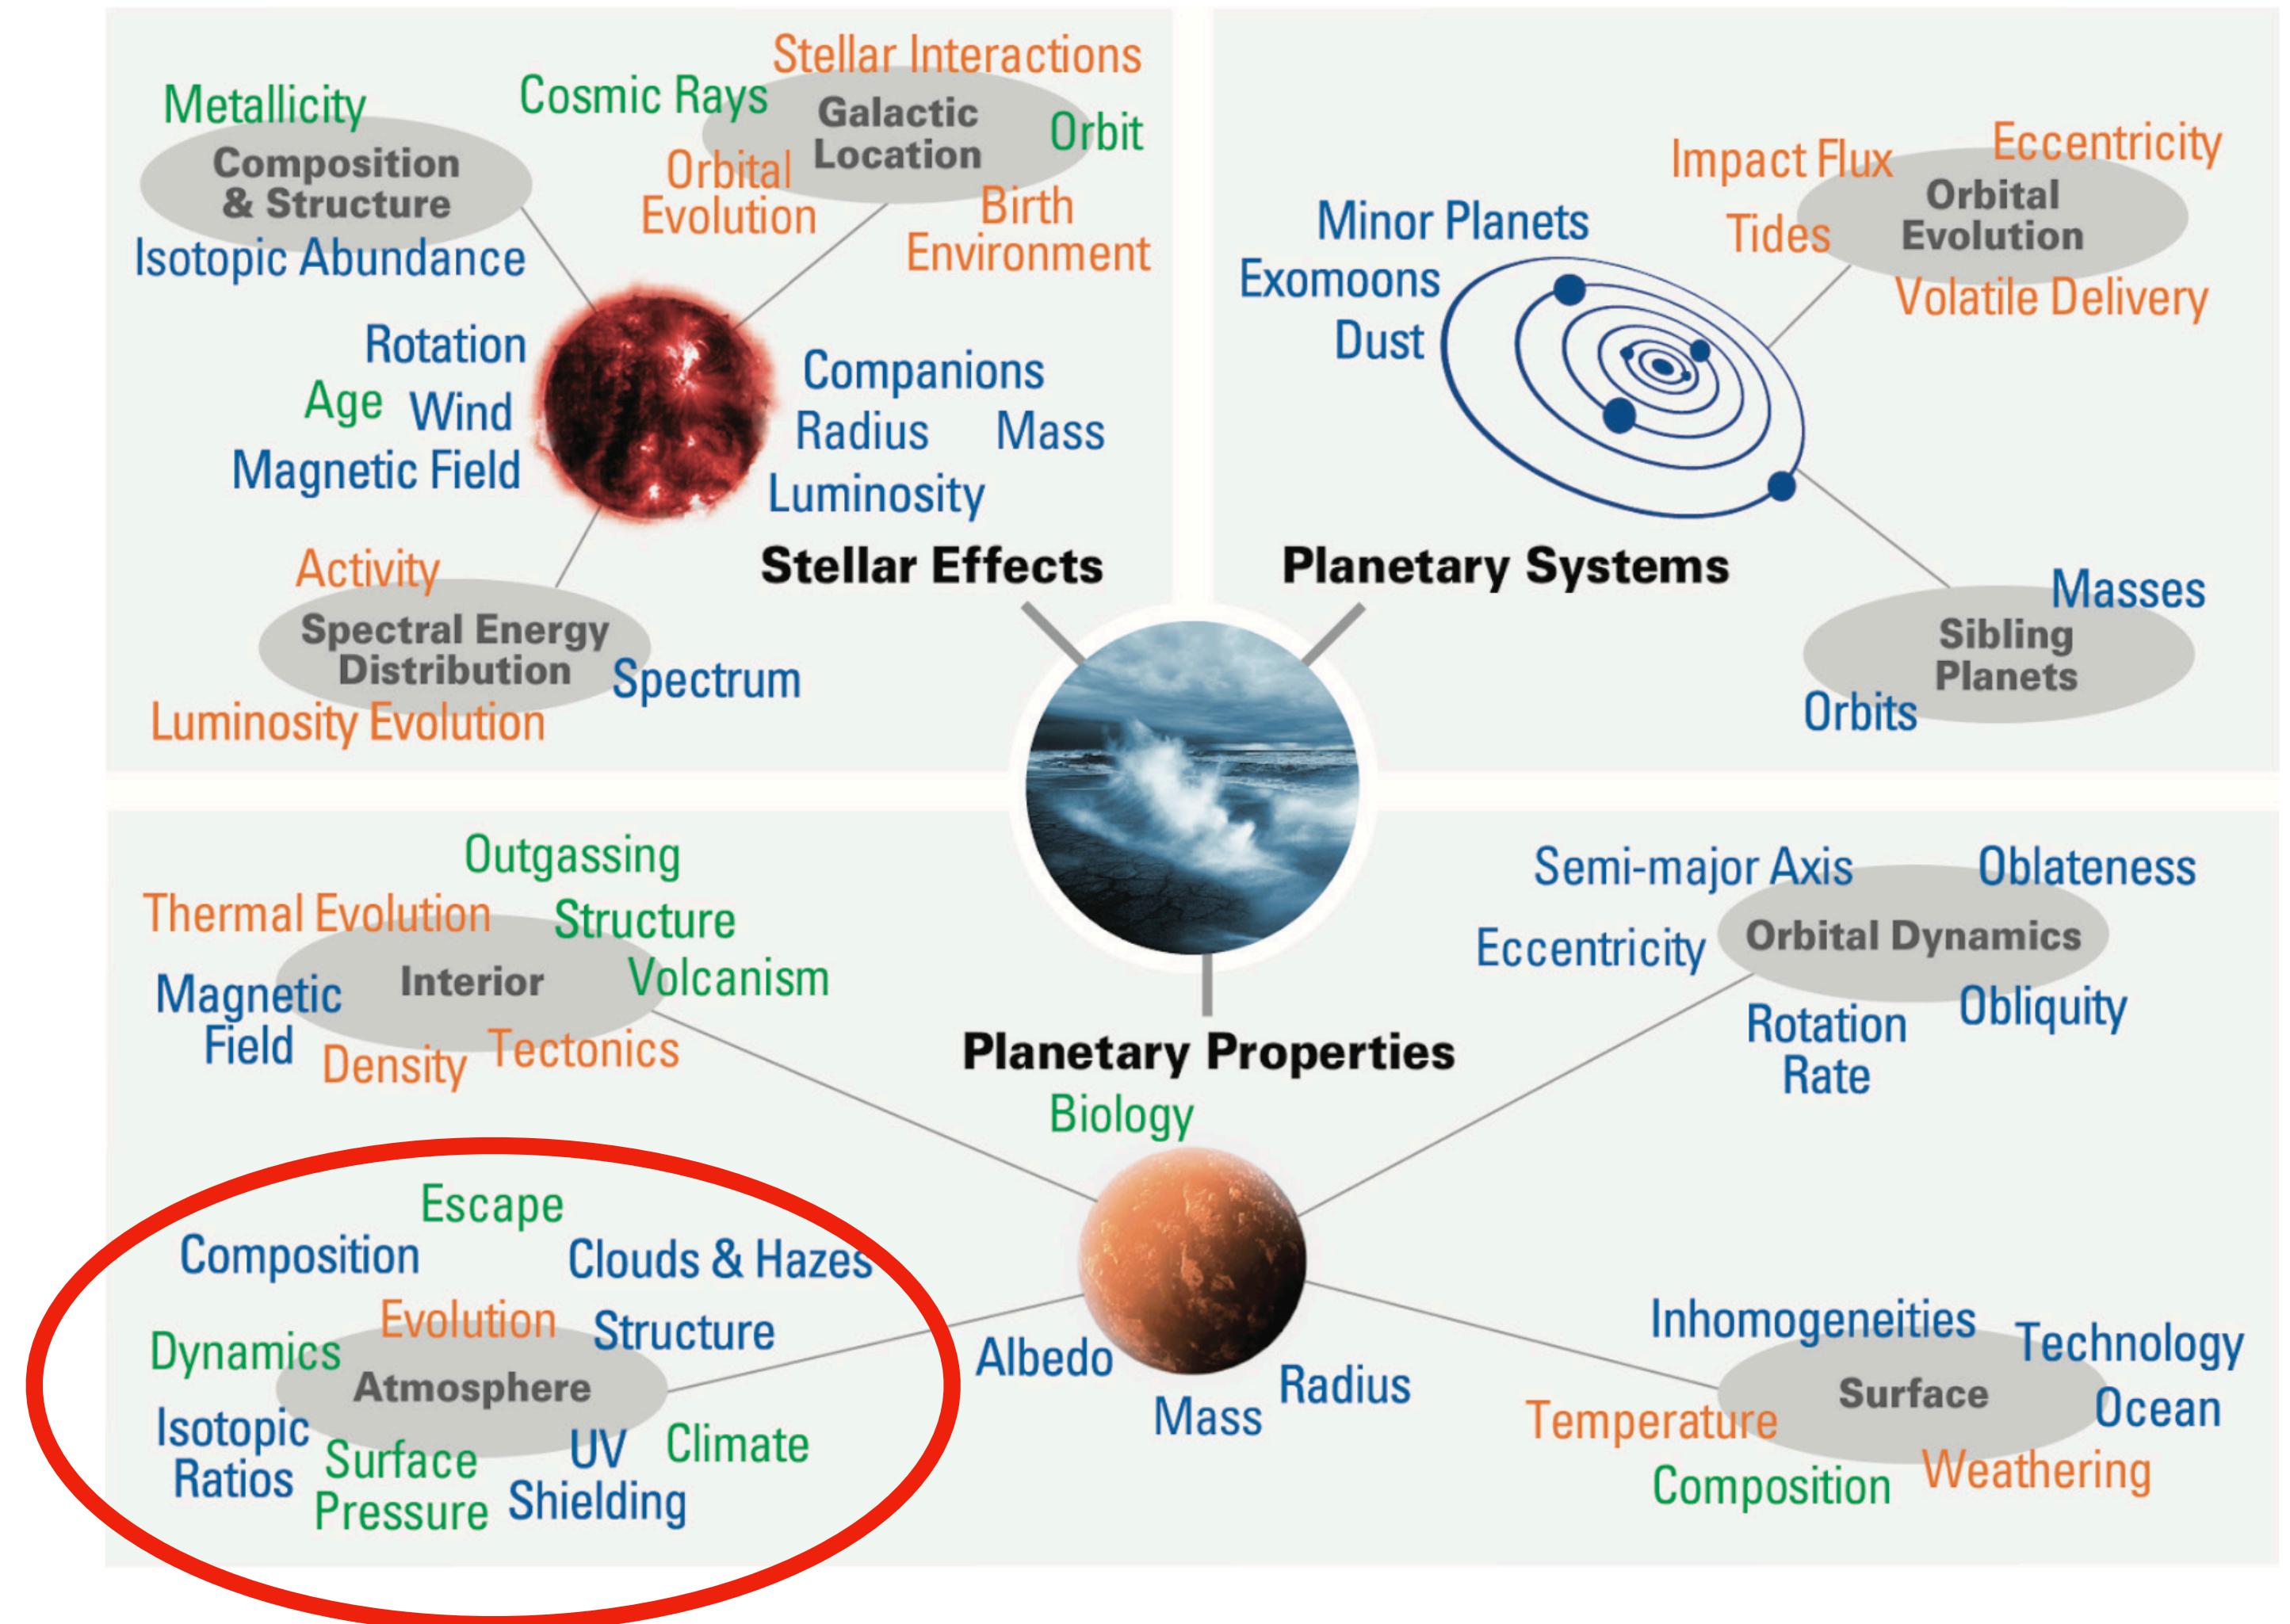 Stellar Interactions
Metallicity
Cosmic Rays
Galactic
Location
Orbit
Composition
& Structure
Orbital
Evolution
Birth
Environment
Isotopic Abundance
Rotation
Age
Wind
Magnetic Field
Companions
Radius
Mass
Luminosity
Activity
Stellar Effects
Spectral Energy
Distribution
Spectrum
Luminosity Evolution
Impact Flux
Eccentricity
Orbital
Evolution
Minor Planets
Tides
Exomoons
Volatile Delivery
Dust
Planetary Systems
Masses
Sibling
Planets
Orbits
Outgassing
Thermal Evolution
Structure
Interior
Volcanism
Magnetic
Field
Density
Tectonics
Planetary Properties
Biology
Semi-major Axis
Oblateness
Eccentricity
Orbital Dynamics
Rotation
Rate
Obliquity
Escape
Composition
Clouds & Hazes
Evolution
Structure
Dynamics
Atmosphere
Isotopic
Ratios
Surface
Pressure
UV
Shielding
Climate
Albedo
Mass
Radius
Inhomogeneities
Technology
Surface
Ocean
Temperature
Composition
Weathering